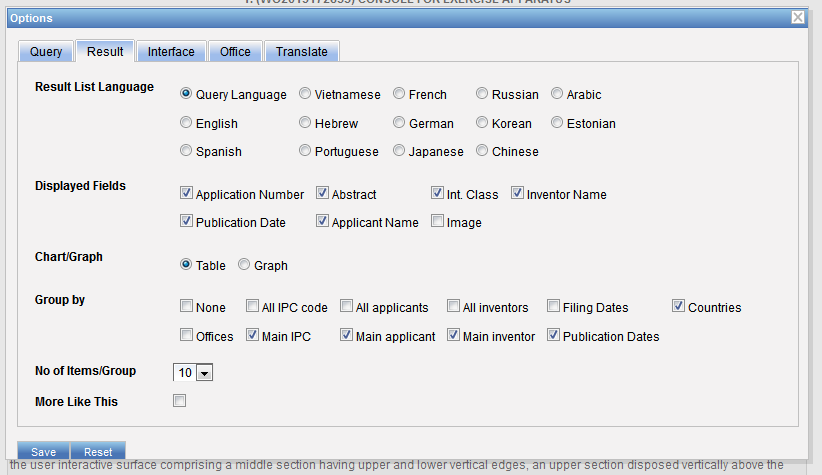 1. (WO2015172855) CONSOLE FOR EXERCISE APPARATUS
Options
Query Result Interface Office Translate
Result List Language Query Language Vietnamese French Russian Arabic
English Hebrew German Korean Estonian
Spanish Portuguese Japanese Chinese
Displayed Fields Application Number Abstract Int. Class Inventor Name
Publication Date Applicant Name Image
Chart/Graph Table Graph
Group by None All IPC code All applicants All inventors Filing Dates Countries
Offices Main IPC Main applicant Main inventor Publication Dates
No of Items/Group 10
More Like This
Save Reset
the user interactive surface comprising a middle section having upper and lower vertical edges, an upper section disposed vertically above the